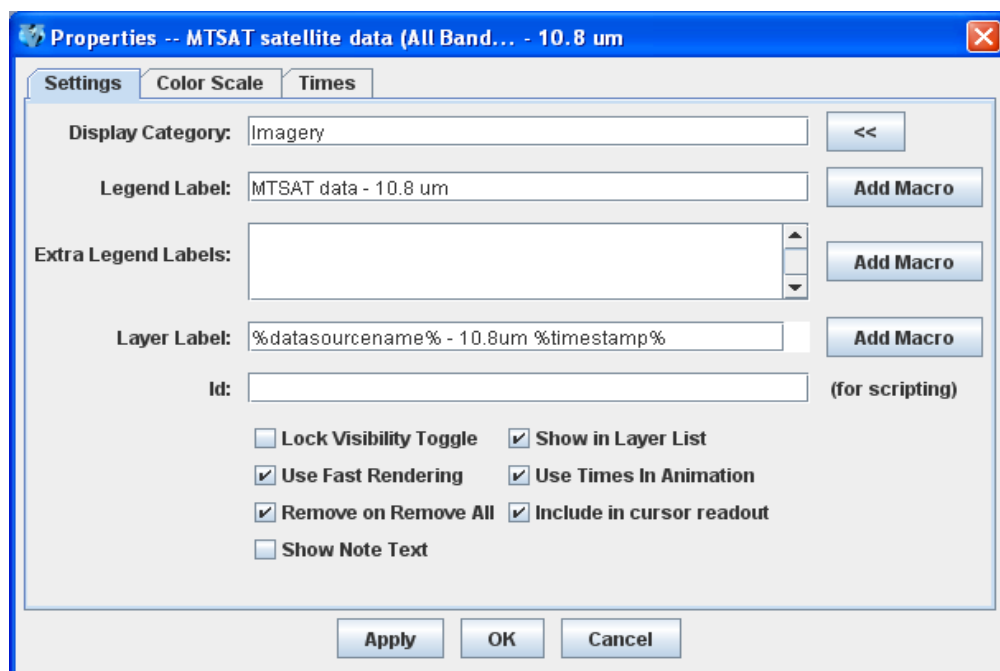 Properties -- MTSAT satellite data (All Band... - 10.8 um
Settings Color Scale Times
Display Category: Imagery <<
Legend Label: MTSAT data - 10.8 um Add Macro
Extra Legend Labels: Add Macro
Layer Label: %datasourcename% - 10.8um %timestamp% Add Macro
Id: (for scripting)
Lock Visibility Toggle Show in Layer List
Use Fast Rendering Use Times In Animation
Remove on Remove All Include in cursor readout
Show Note Text
Apply OK Cancel